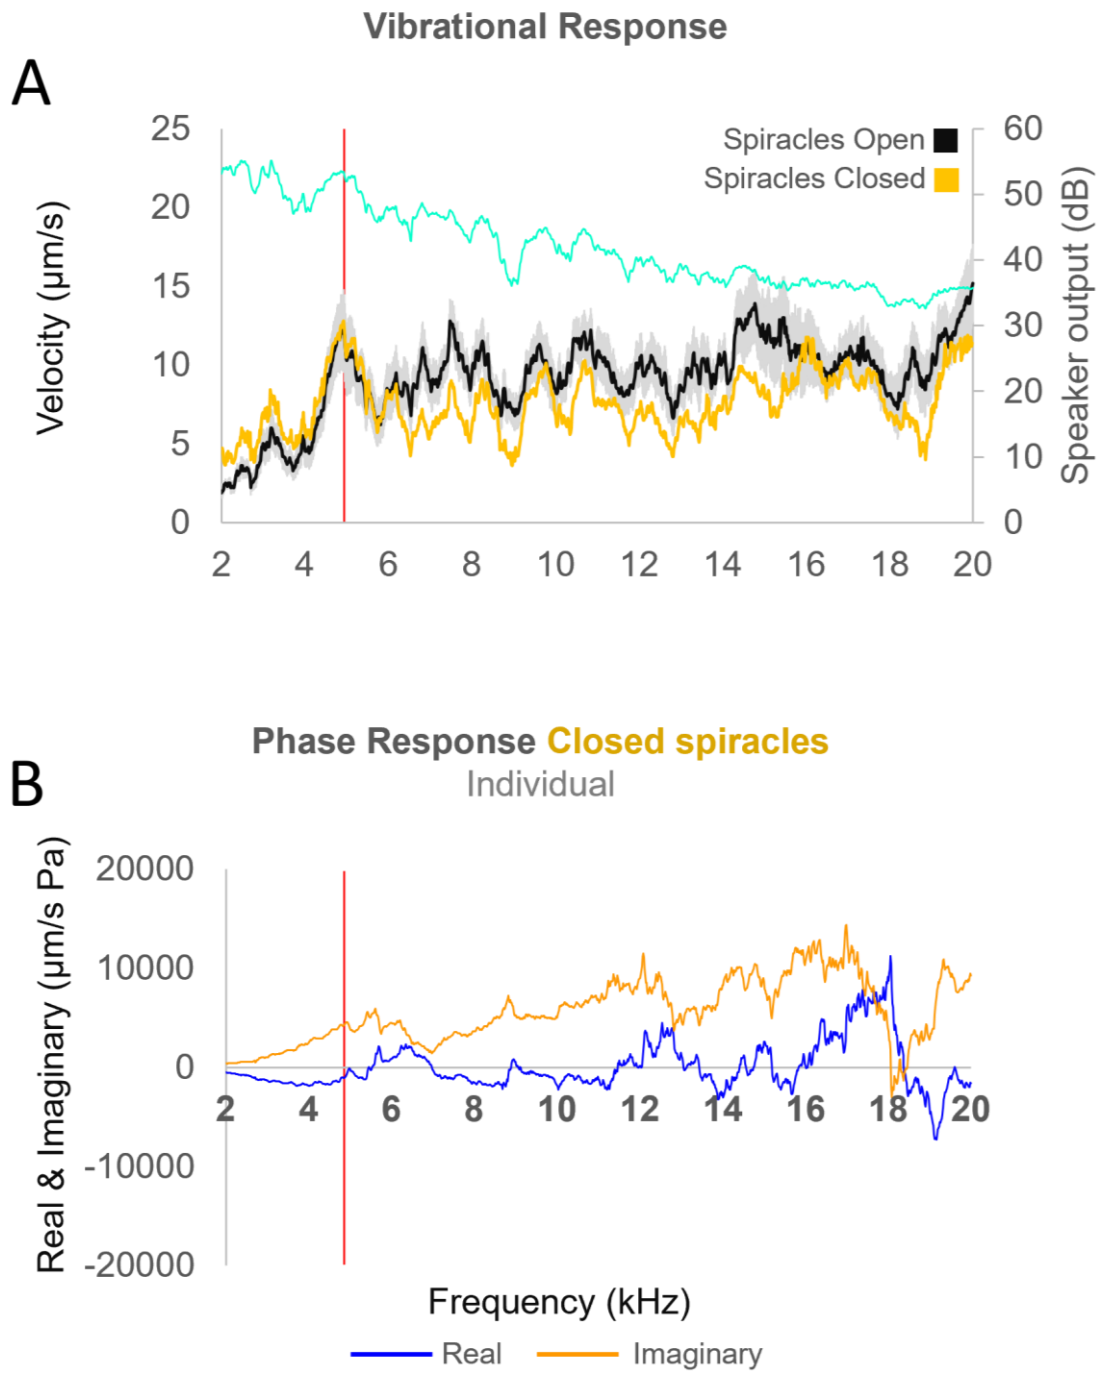 Vibrational Response
A
Velocity (μm/s)
25
20
15
10
5
0
Spiracles Open
Spiracles Closed
60
50
40
30
20
10
0
Speaker output (dB)
2 4 6 8 10 12 14 16 18 20
Phase Response Closed spiracles
Individual
B
Real & Imaginary (μm/s Pa)
20000
10000
0
-10000
-20000
2 4 6 8 10 12 14 16 18 20
Frequency (kHz)
Real Imaginary